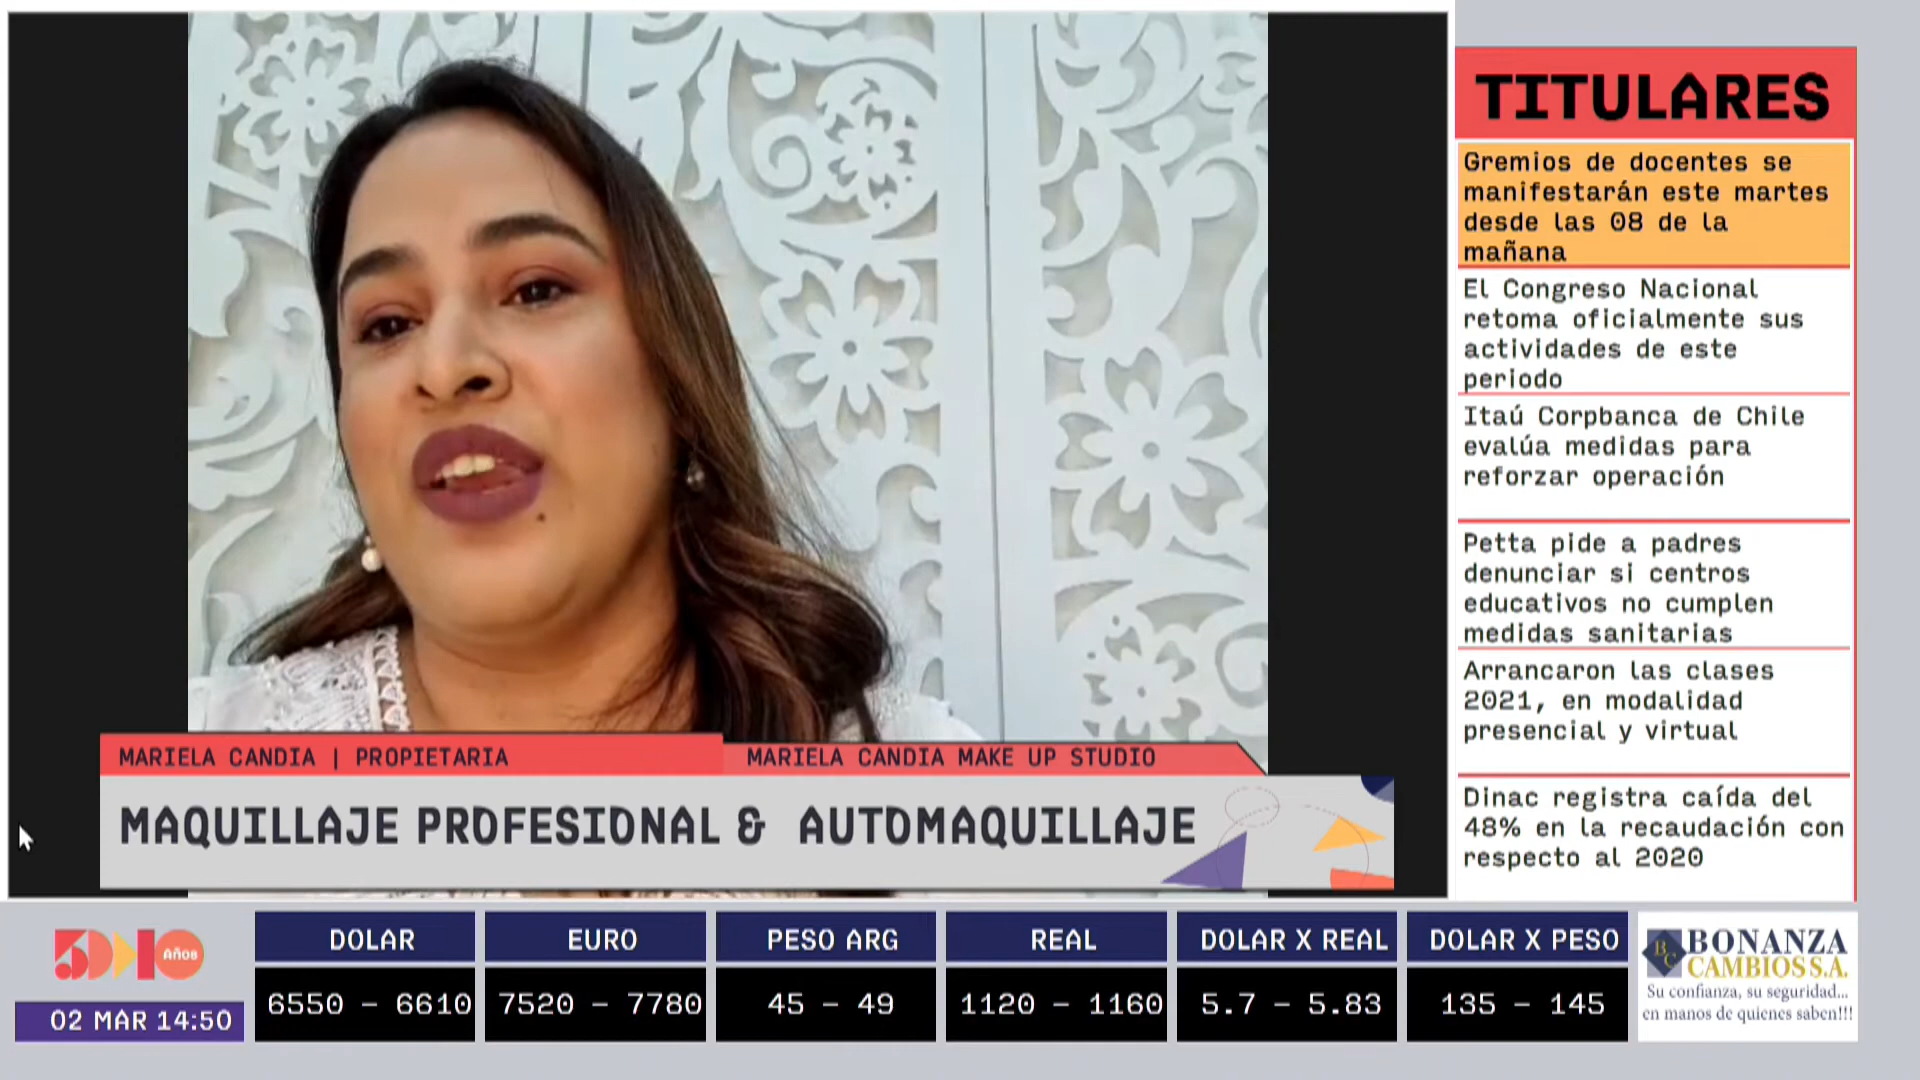 TITULARES
Gremios de docentes se
manifestarán este martes
desde las 08 de la
mañana
El Congreso Nacional
retoma oficialmente sus
actividades de este
periodo
Itaú Corpbanca de Chile
evalúa medidas para
reforzar operación
Petta pide a padres
denunciar si centros
educativos no cumplen
medidas sanitarias
Arrancaron las clases
2021, en modalidad
presencial y virtual
Dinac registra caída del
48% en la recaudación con
respecto al 2020
MARIELA CANDIA | PROPIETARIA
MARIELA CANDIA MAKE UP STUDIO
MAQUILLAJE PROFESIONAL & AUTOMAQUILLAJE
Años
02 MAR 14:50
DOLAR
6550 - 6610
EURO
7520 - 7780
PESO ARG
45 - 49
REAL
1120 - 1160
DOLAR X REAL
5.7 - 5.83
DOLAR X PESO
135 - 145
BC
BONANZA
CAMBIOS S.A.
Su confianza, su seguridad...
en manos de quienes saben!!!